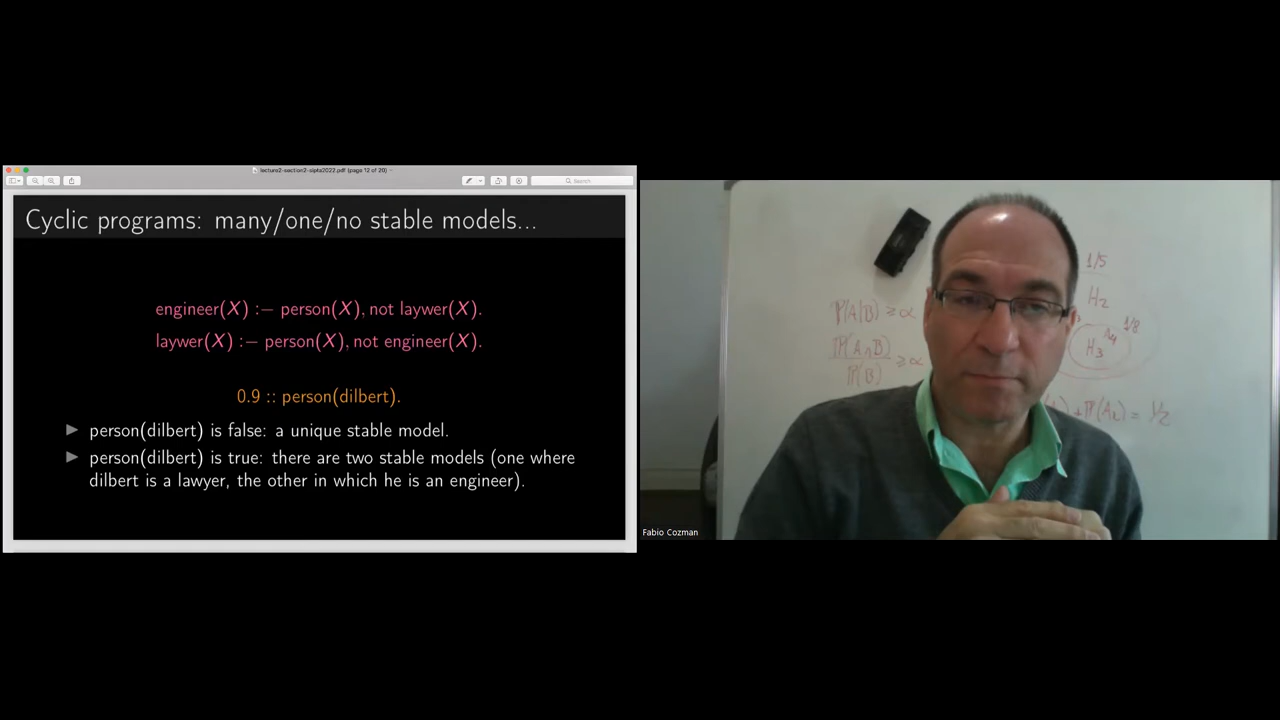 lecture2-section2-sipta2022.pdf (page 12 of 20)
Search
Cyclic programs: many/one/no stable models...
engineer(X) :− person(X), not laywer(X).
laywer(X) :− person(X), not engineer(X).
0.9 :: person(dilbert).
▶ person(dilbert) is false: a unique stable model.
▶ person(dilbert) is true: there are two stable models (one where
dilbert is a lawyer, the other in which he is an engineer).
1/5
H₂
ℙ(A|B) ≥ α
1/8
H₃
ℙ(A∩B)
ℙ(B)
≥ α
+ ℙ(A₂) = 1/2
Fabio Cozman